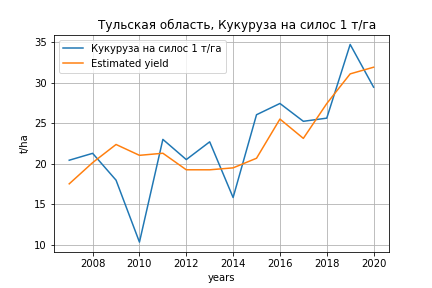 Тульская область, Кукуруза на силос 1 т/га
Кукуруза на силос 1 т/га
Estimated yield
35
30
25
20
15
10
t/ha
2008 2010 2012 2014 2016 2018 2020
years